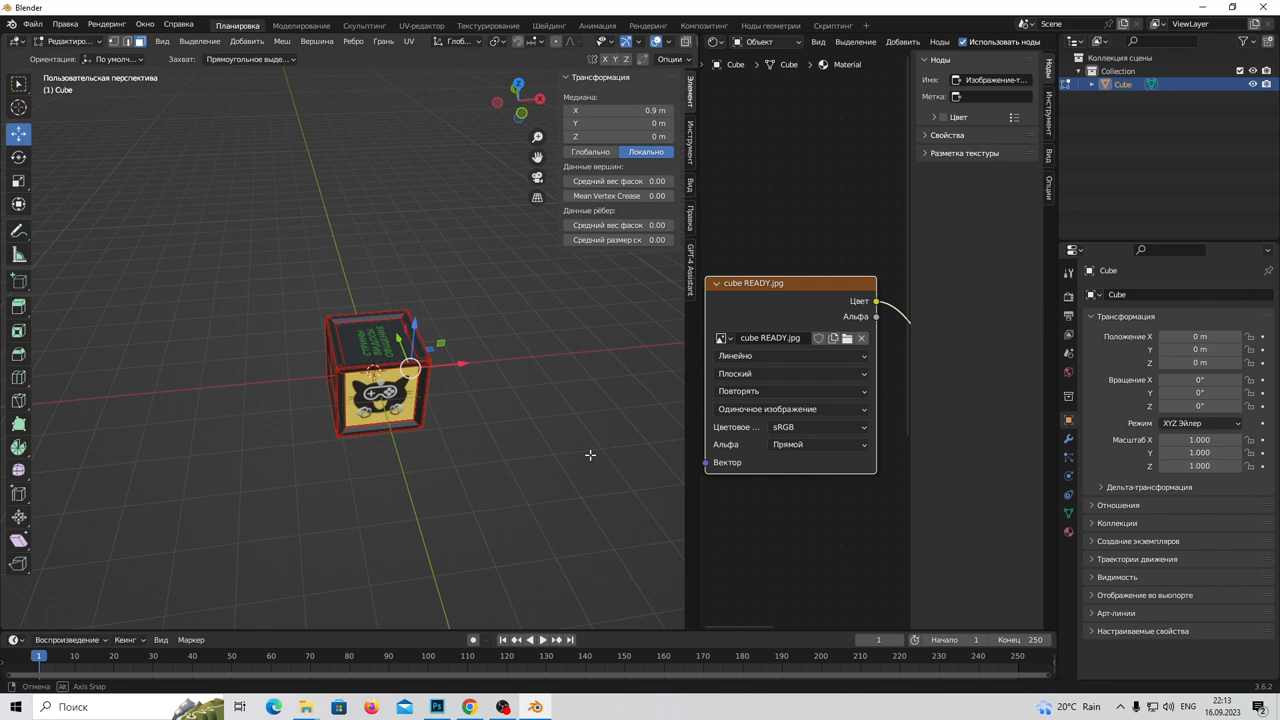 Blender
Файл Правка Рендеринг Окно Справка Планировка Моделирование Скульптинг UV-редактор Текстурирование Шейдинг Анимация Рендеринг Композитинг Ноды геометрии Скриптинг + Scene ViewLayer
Редактиро... Вид Выделение Добавить Меш Вершина Ребро Грань UV Глоб... Объект Вид Выделение Добавить Ноды Использовать ноды
Ориентация: По умолч... Захват: Прямоугольное выде... X Y Z Опции
Пользовательская перспектива
(1) Cube
Трансформация
Медиана:
X 0.9 m
Y 0 m
Z 0 m
Глобально Локально
Данные вершин:
Средний вес фасок 0.00
Mean Vertex Crease 0.00
Данные рёбер:
Средний вес фасок 0.00
Средний размер ск 0.00
Элемент
Инструмент
Вид
Правка
GPT-4 Assistant
Z
X
СТРИМЫ
ВИДОСЫ
ОБЩЕНИЕ
Cube Cube Material
cube READY.jpg
Цвет
Альфа
cube READY.jpg
Линейно
Плоский
Повторять
Одиночное изображение
Цветовое ... sRGB
Альфа Прямой
Вектор
Ноды
Имя: Изображение-т...
Метка:
Цвет
Свойства
Разметка текстуры
Ноды
Инструмент
Вид
Опции
Коллекция сцены
Collection
Cube
Cube
Cube
Трансформация
Положение X 0 m
Y 0 m
Z 0 m
Вращение X 0°
Y 0°
Z 0°
Режим XYZ Эйлер
Масштаб X 1.000
Y 1.000
Z 1.000
Дельта-трансформация
Отношения
Коллекции
Создание экземпляров
Траектории движения
Видимость
Отображение во вьюпорте
Арт-линии
Настраиваемые свойства
Воспроизведение Кеинг Вид Маркер 1 Начало 1 Конец 250
1 10 20 30 40 50 60 70 80 90 100 110 120 130 140 150 160 170 180 190 200 210 220 230 240 250
Отмена Alt Axis Snap 3.6.2
Поиск Ps 20°C Rain ENG 22:13
16.09.2023 2